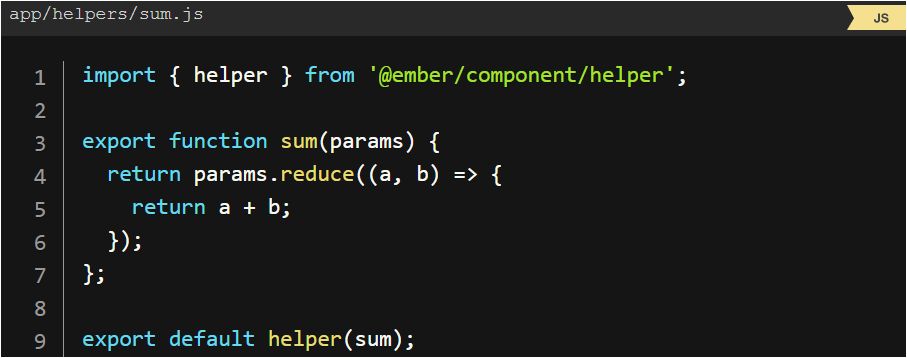 app/helpers/sum.js
JS
1 import { helper } from '@ember/component/helper';
2
3 export function sum(params) {
4   return params.reduce((a, b) => {
5     return a + b;
6   });
7 };
8
9 export default helper(sum);